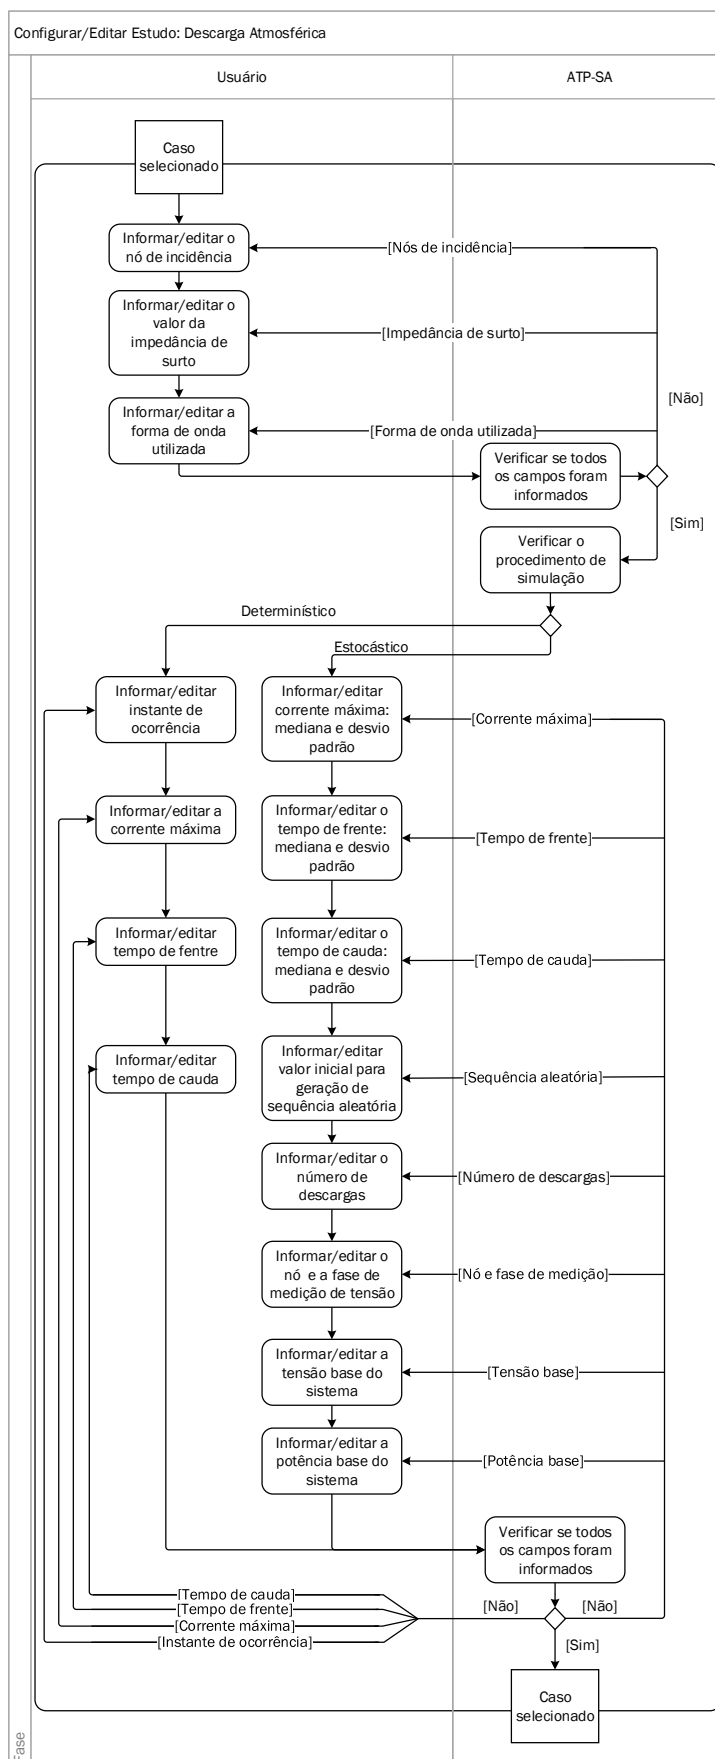 Configurar/Editar Estudo: Descarga Atmosférica
Usuário
ATP-SA
Caso
selecionado
Informar/editar o
nó de incidência
[Nós de incidência]
Informar/editar o
valor da
impedância de
surto
[Impedância de surto]
[Não]
Informar/editar a
forma de onda
utilizada
[Forma de onda utilizada]
Verificar se todos
os campos foram
informados
[Sim]
Verificar o
procedimento de
simulação
Determinístico
Estocástico
Informar/editar
instante de
ocorrência
Informar/editar
corrente máxima:
mediana e desvio
padrão
[Corrente máxima]
Informar/editar a
corrente máxima
Informar/editar o
tempo de frente:
mediana e desvio
padrão
[Tempo de frente]
Informar/editar
tempo de fentre
Informar/editar o
tempo de cauda:
mediana e desvio
padrão
[Tempo de cauda]
Informar/editar
tempo de cauda
Informar/editar
valor inicial para
geração de
sequência aleatória
[Sequência aleatória]
Informar/editar o
número de
descargas
[Número de descargas]
Informar/editar o
nó e a fase de
medição de tensão
[Nó e fase de medição]
Informar/editar a
tensão base do
sistema
[Tensão base]
Informar/editar a
potência base do
sistema
[Potência base]
Verificar se todos
os campos foram
informados
[Tempo de cauda]
[Tempo de frente]
[Corrente máxima]
[Instante de ocorrência]
[Não]
[Não]
[Sim]
Caso
selecionado
Fase